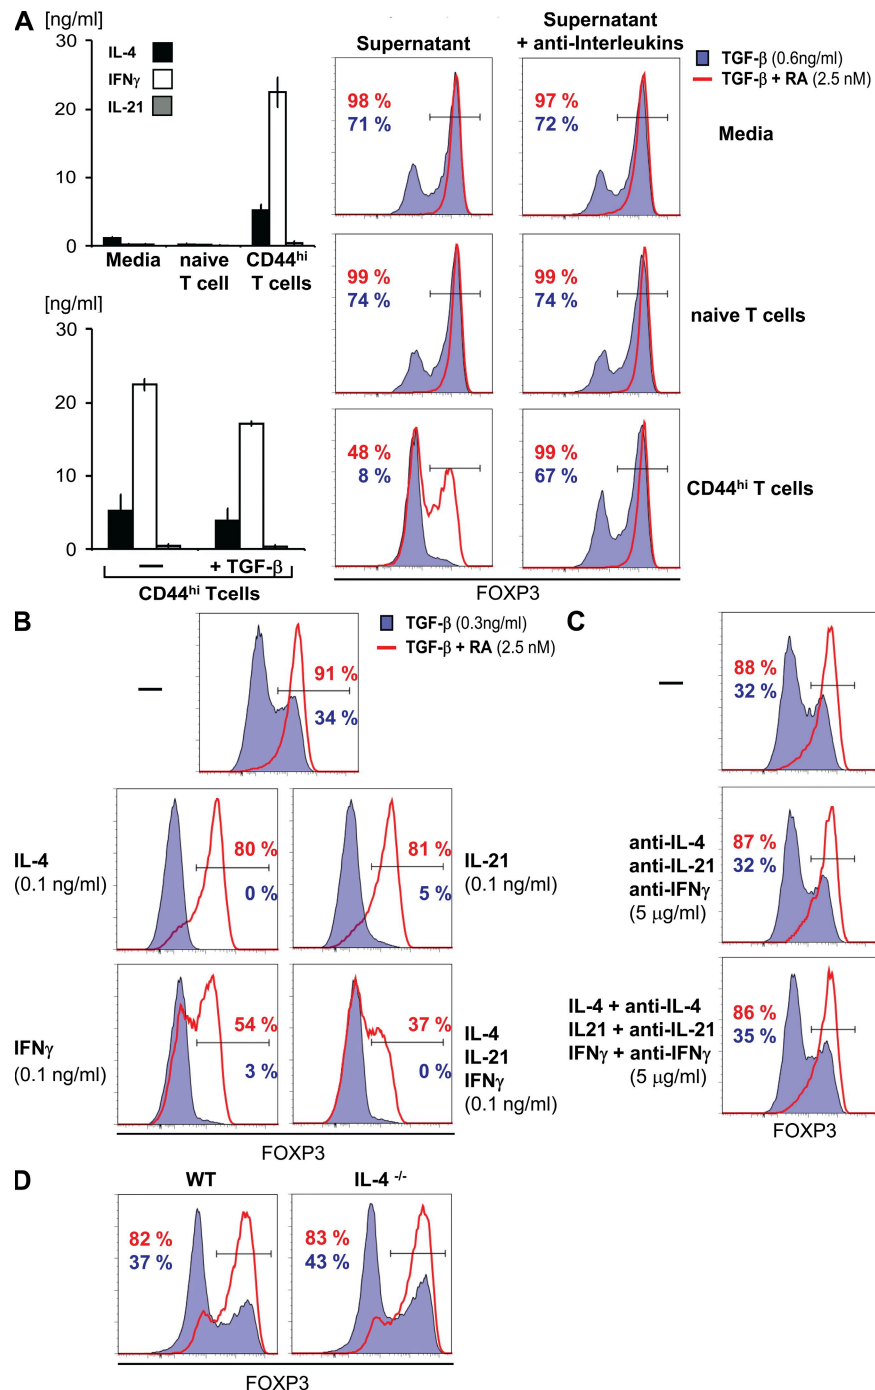 A
[ng/ml]
30
20
10
0
IL-4
IFNγ
IL-21
Media
naive T cell
CD44hi T cells
[ng/ml]
30
20
10
0
—
+ TGF-β
CD44hi Tcells
Supernatant
Supernatant
+ anti-Interleukins
TGF-β (0.6ng/ml)
TGF-β + RA (2.5 nM)
98 %
71 %
97 %
72 %
Media
99 %
74 %
99 %
74 %
naive T cells
48 %
8 %
99 %
67 %
CD44hi T cells
FOXP3
B
TGF-β (0.3ng/ml)
TGF-β + RA (2.5 nM)
—
91 %
34 %
IL-4
(0.1 ng/ml)
80 %
0 %
81 %
5 %
IL-21
(0.1 ng/ml)
IFNγ
(0.1 ng/ml)
54 %
3 %
37 %
0 %
IL-4
IL-21
IFNγ
(0.1 ng/ml)
FOXP3
C
—
88 %
32 %
anti-IL-4
anti-IL-21
anti-IFNγ
(5 μg/ml)
87 %
32 %
IL-4 + anti-IL-4
IL21 + anti-IL-21
IFNγ + anti-IFNγ
(5 μg/ml)
86 %
35 %
FOXP3
D
WT
IL-4 -/-
82 %
37 %
83 %
43 %
FOXP3